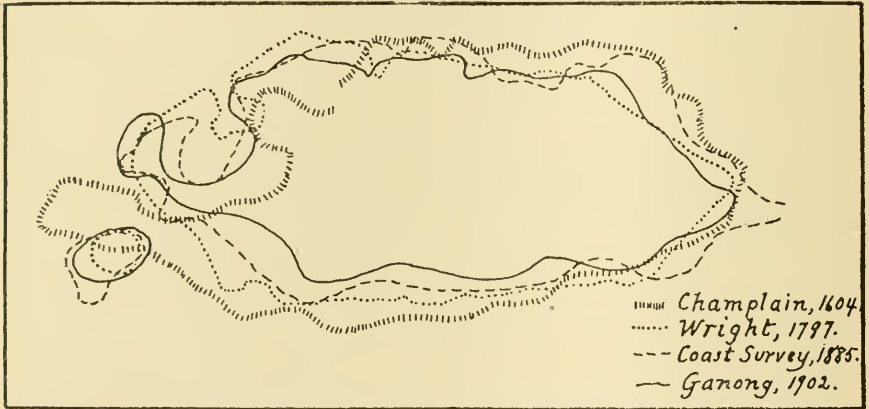 Champlain, 1604.
Wright, 1797.
Coast Survey, 1885.
Ganong, 1902.